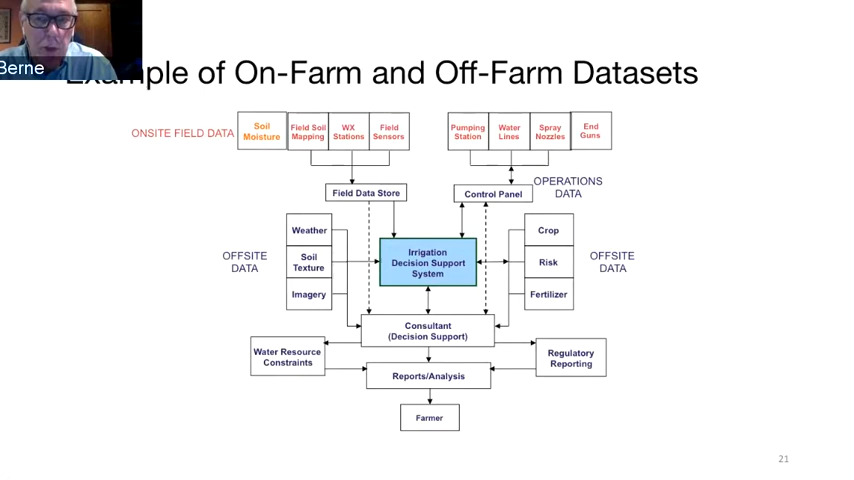 Berne
Example of On-Farm and Off-Farm Datasets
ONSITE FIELD DATA
Soil
Moisture
Field Soil
Mapping
WX
Stations
Field
Sensors
Pumping
Station
Water
Lines
Spray
Nozzles
End
Guns
Field Data Store
Control Panel
OPERATIONS
DATA
OFFSITE
DATA
Weather
Soil
Texture
Imagery
Irrigation
Decision Support
System
Crop
Risk
Fertilizer
OFFSITE
DATA
Consultant
(Decision Support)
Water Resource
Constraints
Regulatory
Reporting
Reports/Analysis
Farmer
21